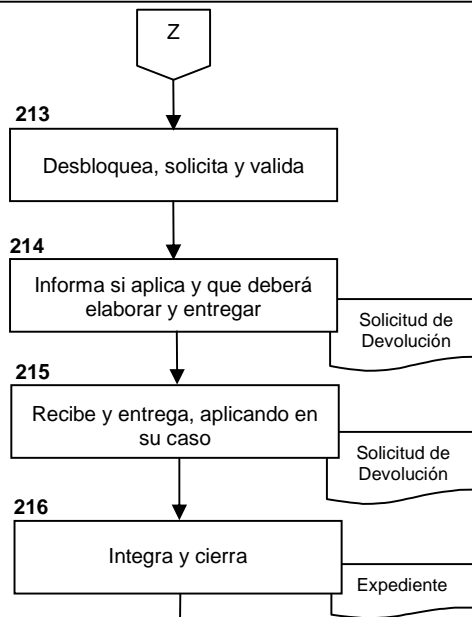 Z
213
Desbloquea, solicita y valida
214
Informa si aplica y que deberá
elaborar y entregar
Solicitud de
Devolución
215
Recibe y entrega, aplicando en
su caso
Solicitud de
Devolución
216
Integra y cierra
Expediente